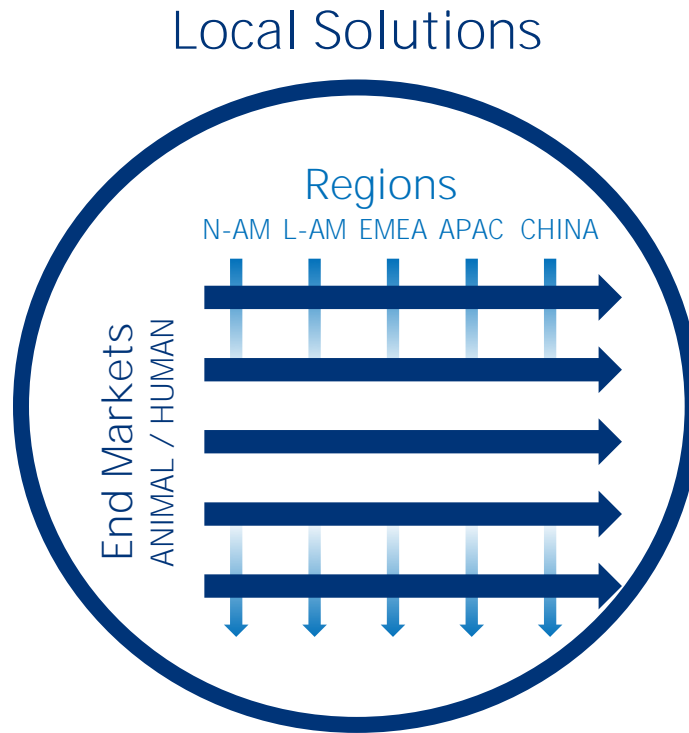 Local Solutions
Regions
N-AM L-AM EMEA APAC CHINA
End Markets
ANIMAL / HUMAN